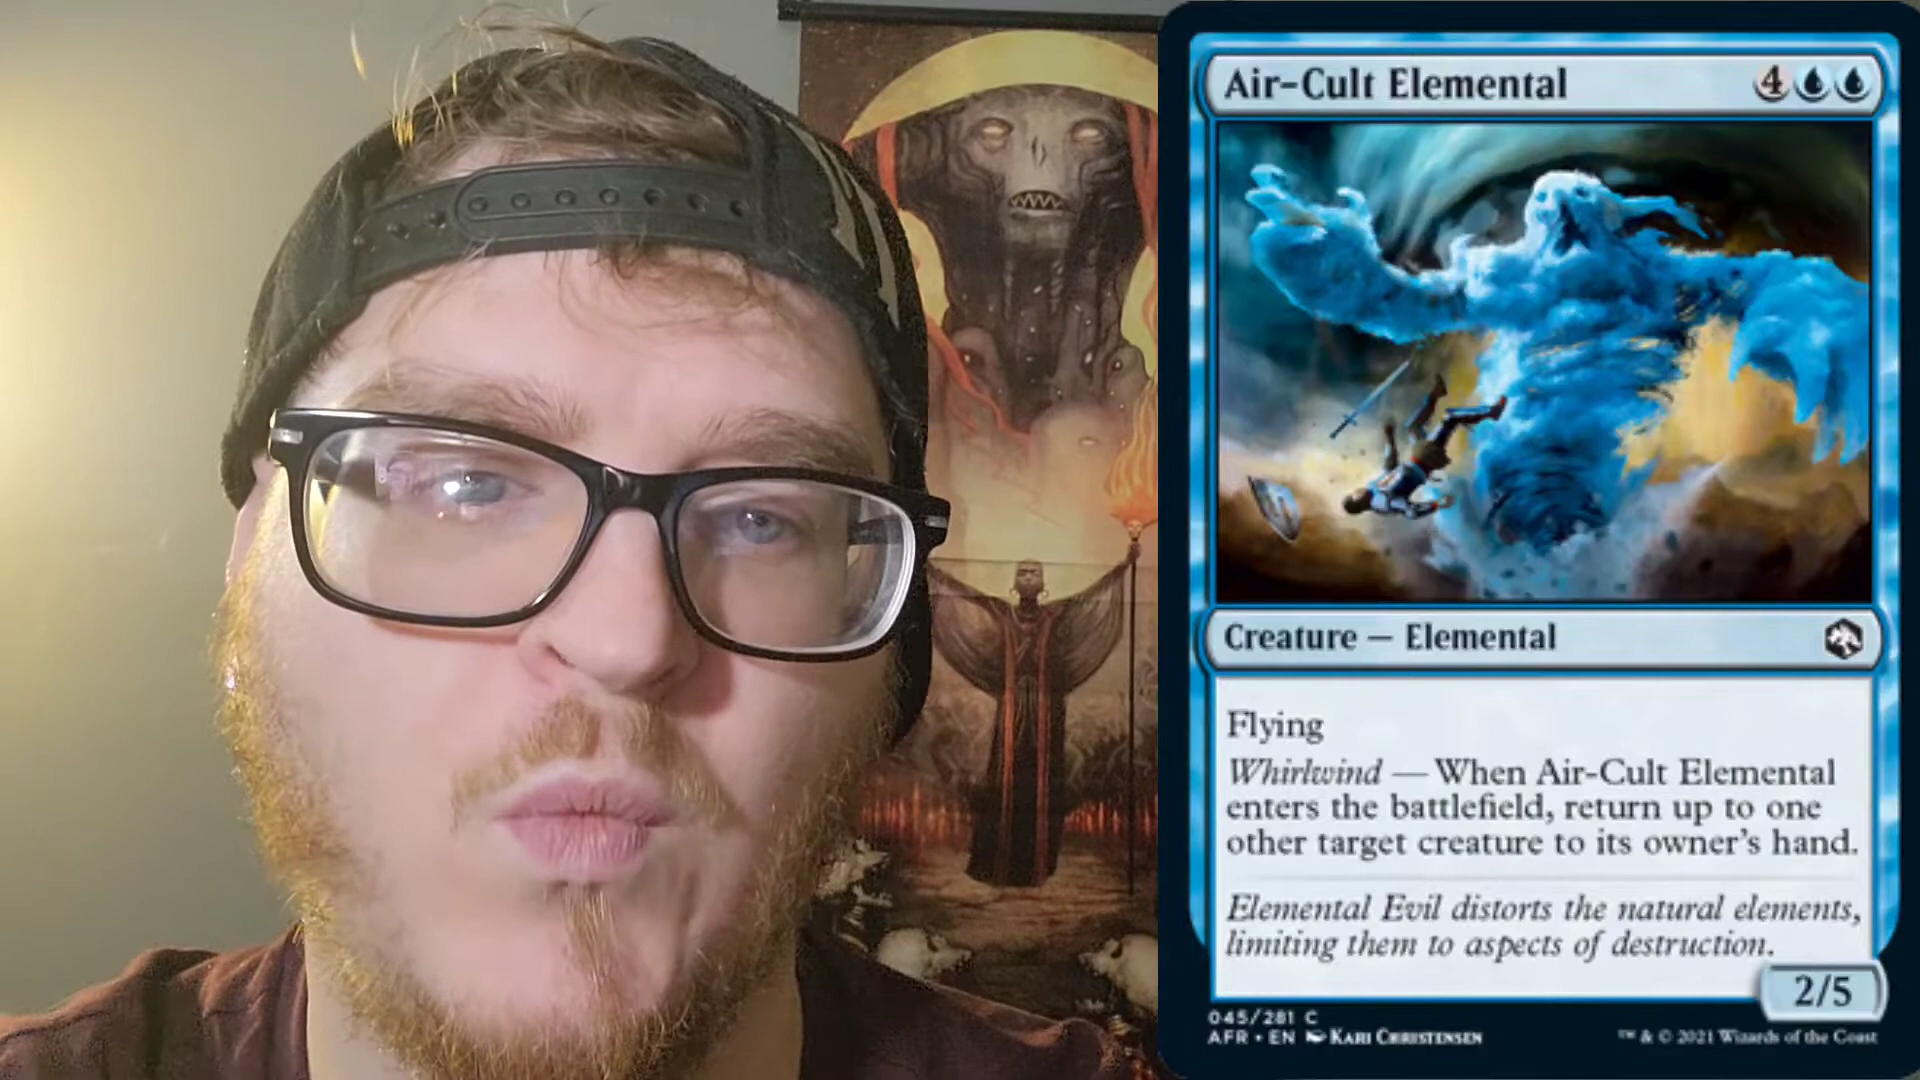 Air-Cult Elemental 4
Creature — Elemental
Flying
Whirlwind — When Air-Cult Elemental
enters the battlefield, return up to one
other target creature to its owner's hand.
Elemental Evil distorts the natural elements,
limiting them to aspects of destruction.
2/5
045/281 C
AFR • EN Kari Christensen
™ & © 2021 Wizards of the Coast